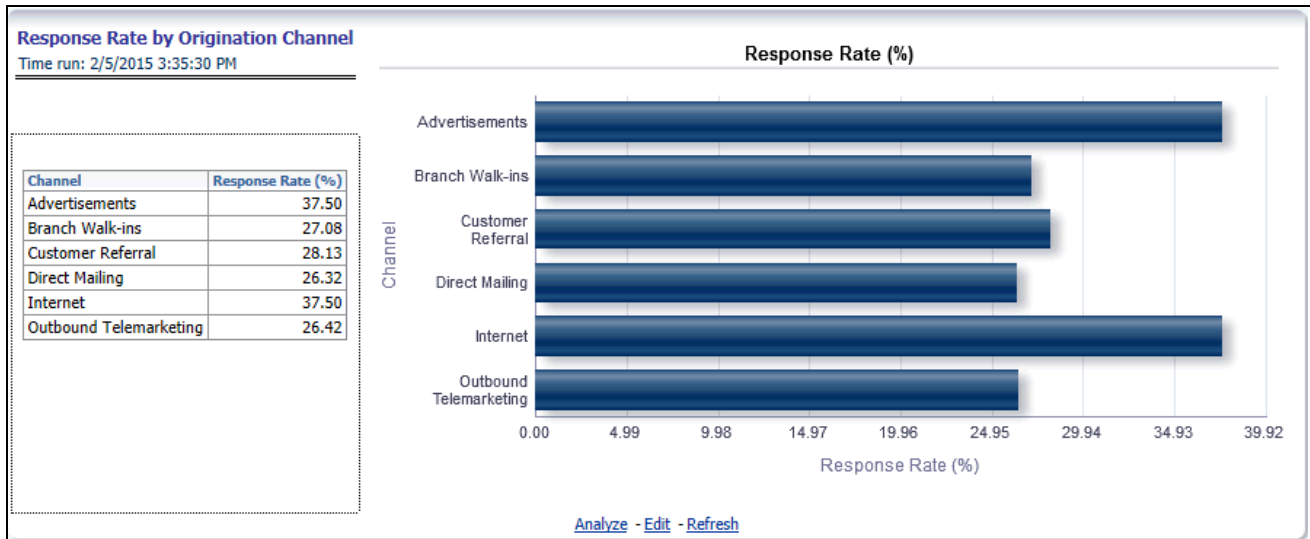 Response Rate by Origination Channel
Time run: 2/5/2015 3:35:30 PM
Channel Response Rate (%)
Advertisements 37.50
Branch Walk-ins 27.08
Customer Referral 28.13
Direct Mailing 26.32
Internet 37.50
Outbound Telemarketing 26.42
Response Rate (%)
Channel
Advertisements
Branch Walk-ins
Customer
Referral
Direct Mailing
Internet
Outbound
Telemarketing
0.00 4.99 9.98 14.97 19.96 24.95 29.94 34.93 39.92
Response Rate (%)
Analyze - Edit - Refresh